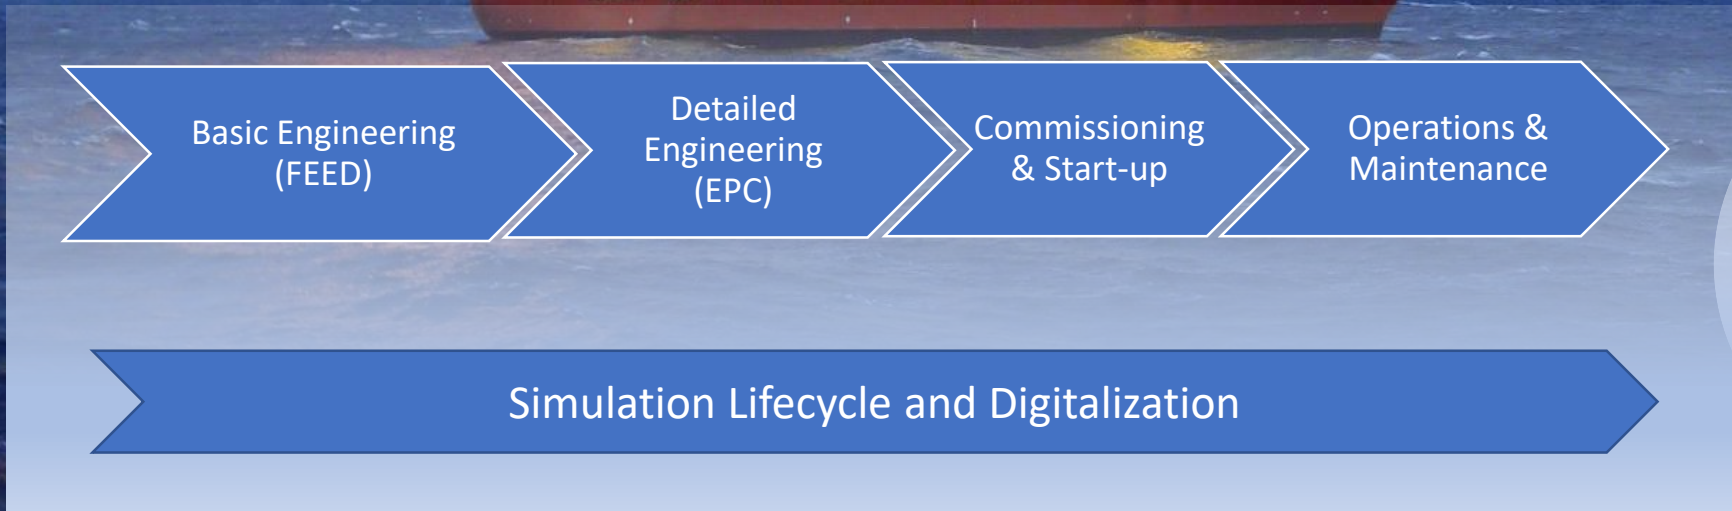 Basic Engineering
(FEED)
Detailed
Engineering
(EPC)
Commissioning
& Start-up
Operations &
Maintenance
Simulation Lifecycle and Digitalization